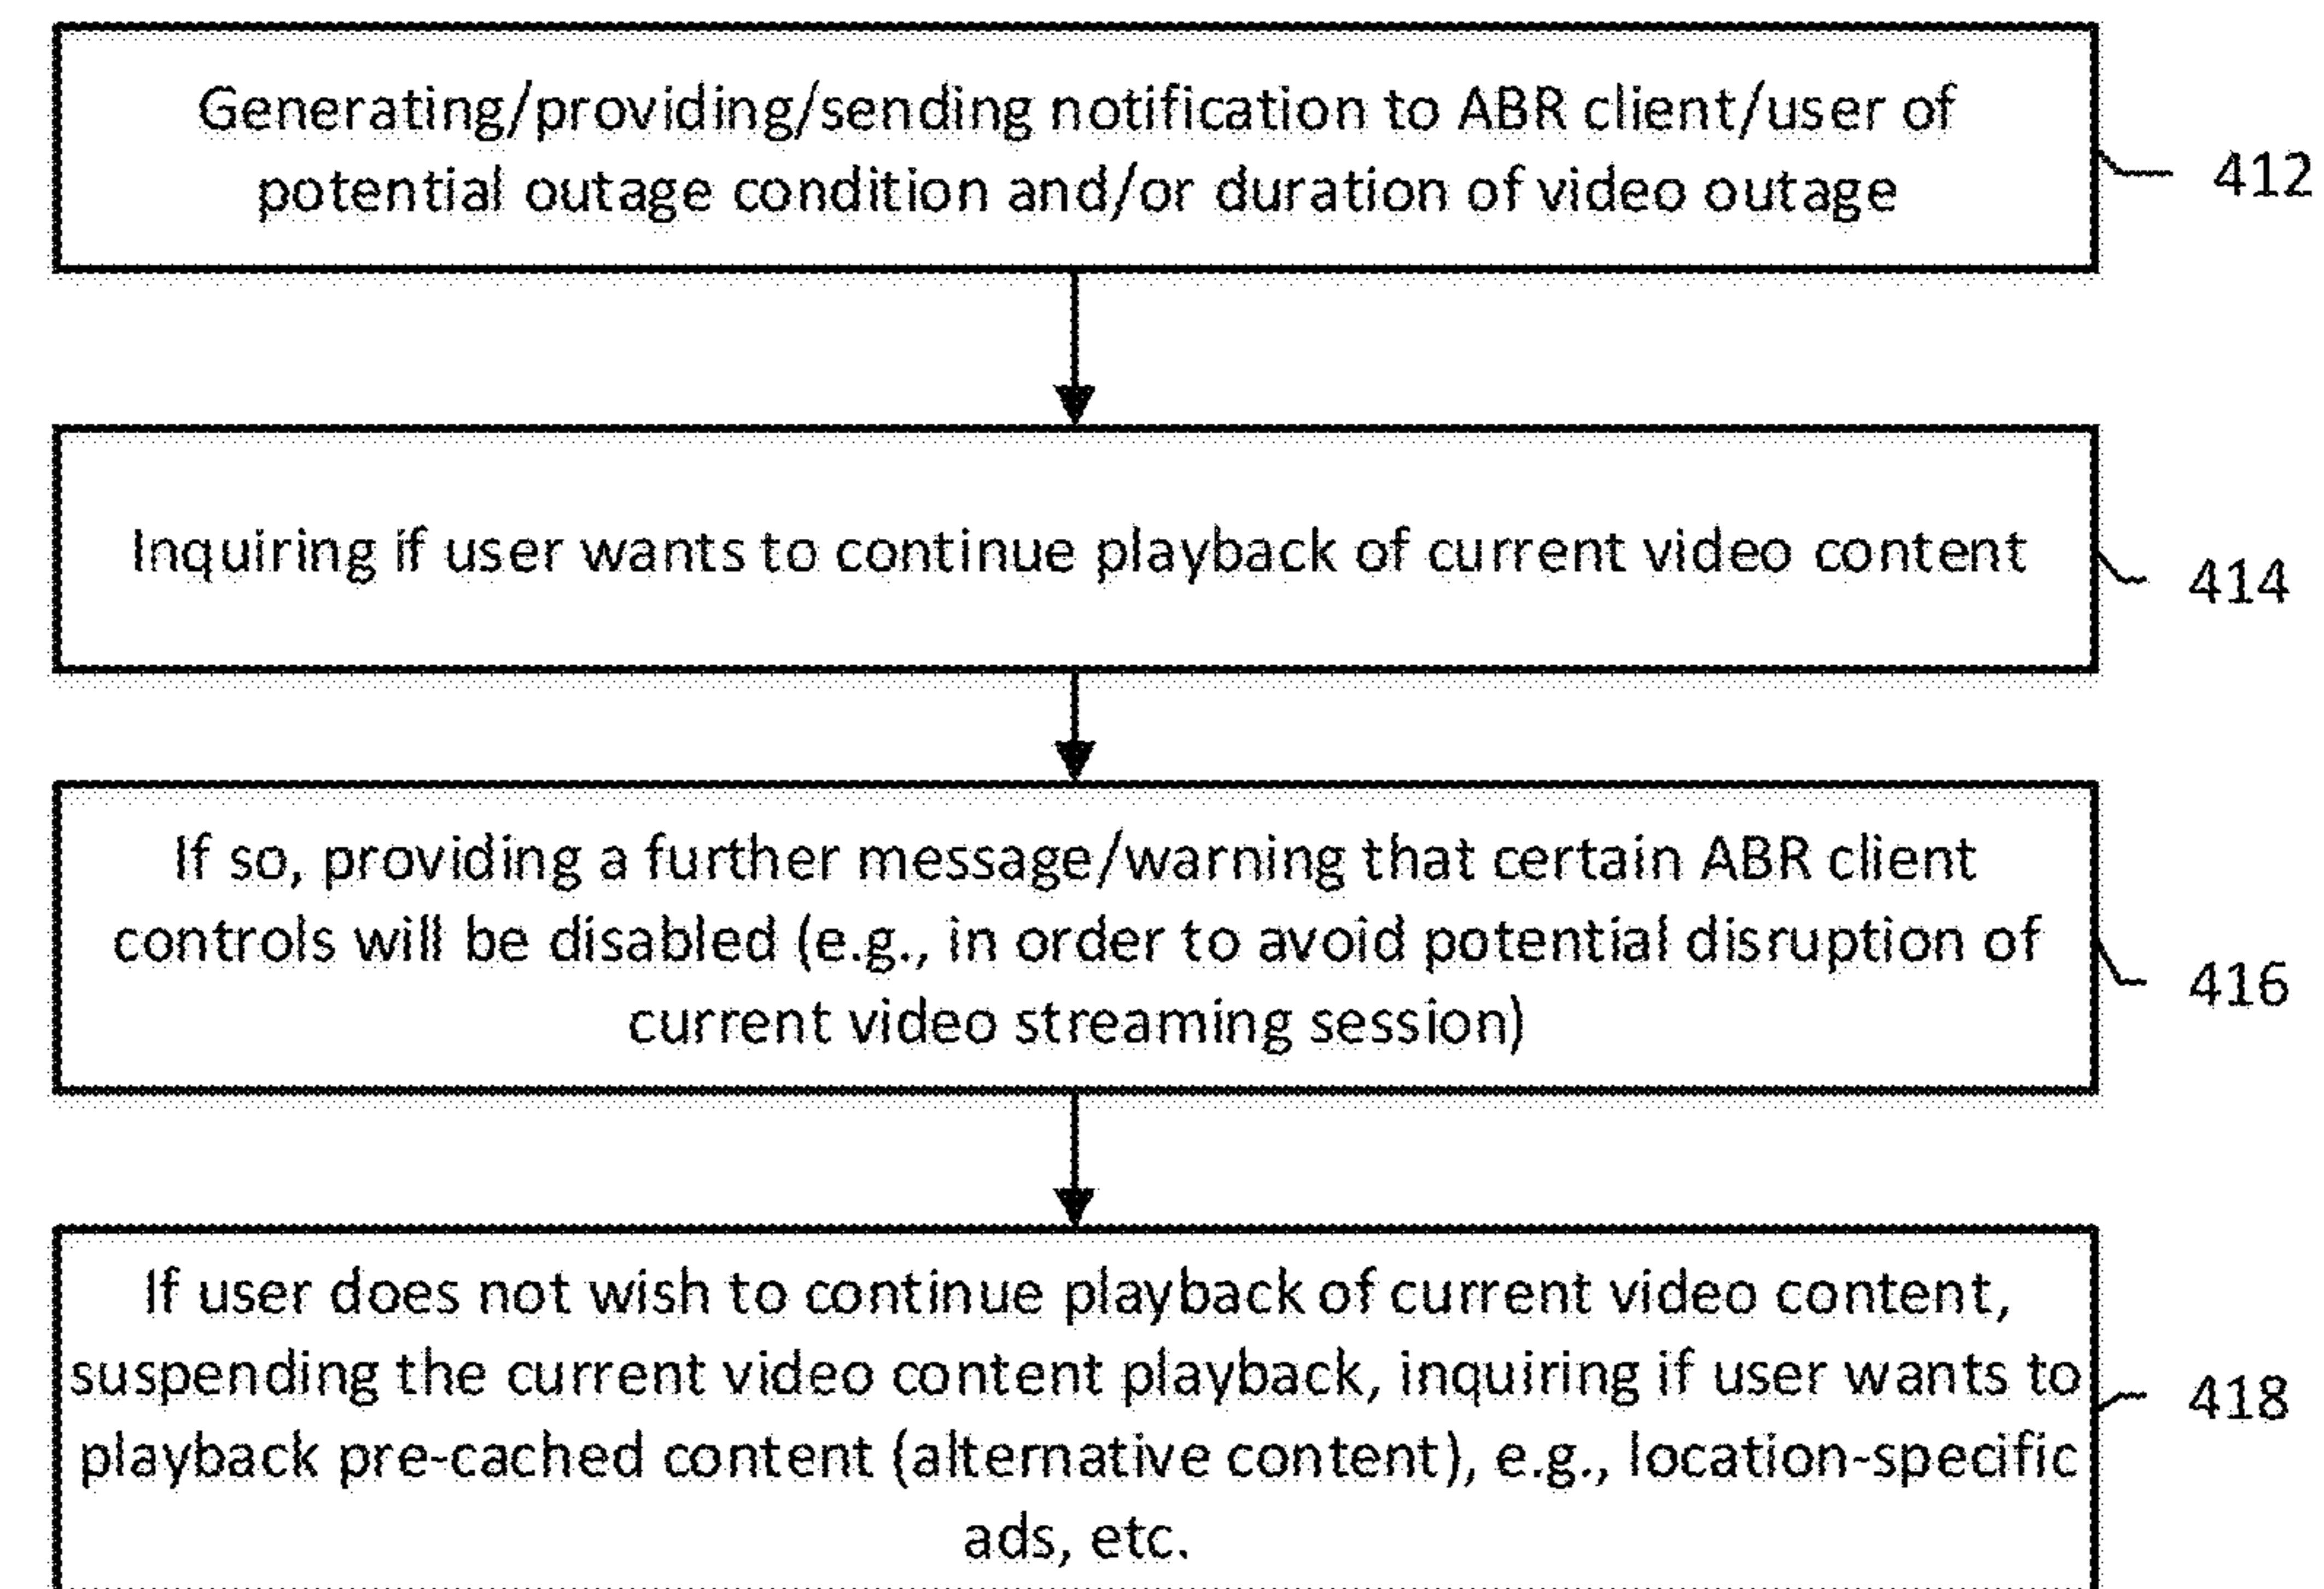 Generating/providing/sending notification to ABR client/user of
potential outage condition and/or duration of video outage
412
Inquiring if user wants to continue playback of current video content
414
If so, providing a further message/warning that certain ABR client
controls will be disabled (e.g., in order to avoid potential disruption of
current video streaming session)
416
If user does not wish to continue playback of current video content,
suspending the current video content playback, inquiring if user wants to
playback pre-cached content (alternative content), e.g., location-specific
ads, etc.
418